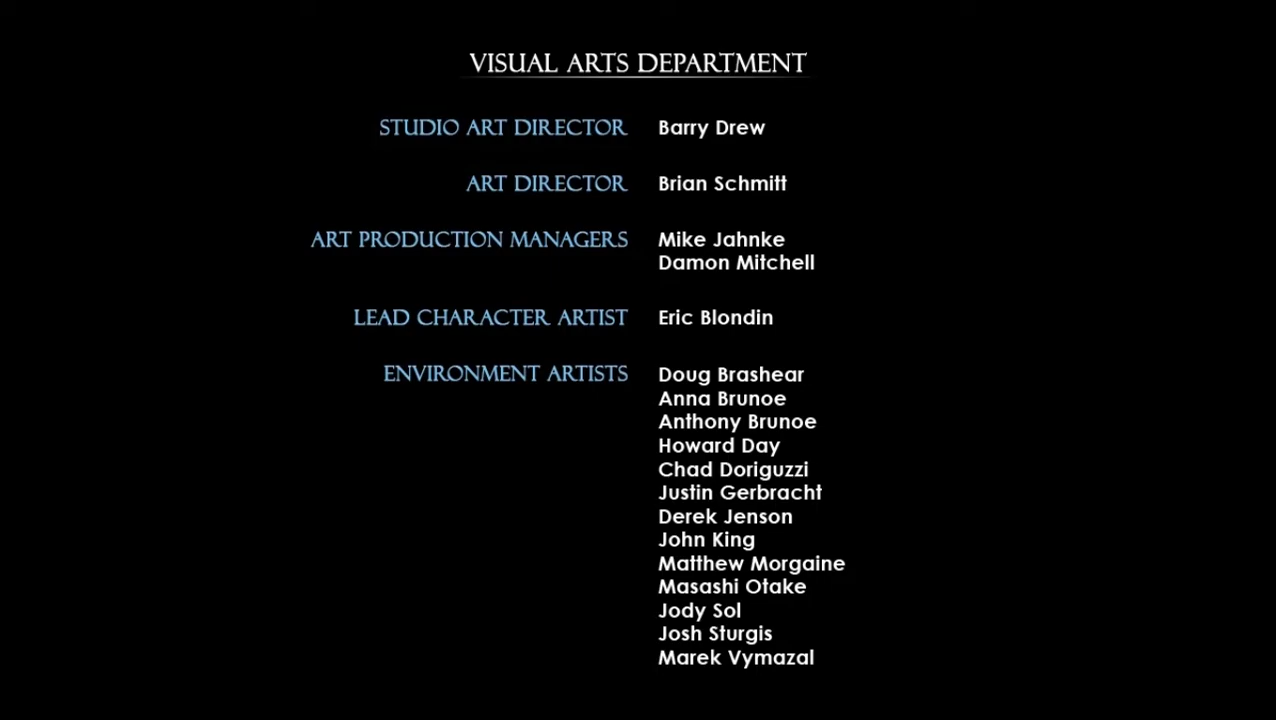 VISUAL ARTS DEPARTMENT
STUDIO ART DIRECTOR Barry Drew
ART DIRECTOR Brian Schmitt
ART PRODUCTION MANAGERS Mike Jahnke
Damon Mitchell
LEAD CHARACTER ARTIST Eric Blondin
ENVIRONMENT ARTISTS Doug Brashear
Anna Brunoe
Anthony Brunoe
Howard Day
Chad Doriguzzi
Justin Gerbracht
Derek Jenson
John King
Matthew Morgaine
Masashi Otake
Jody Sol
Josh Sturgis
Marek Vymazal